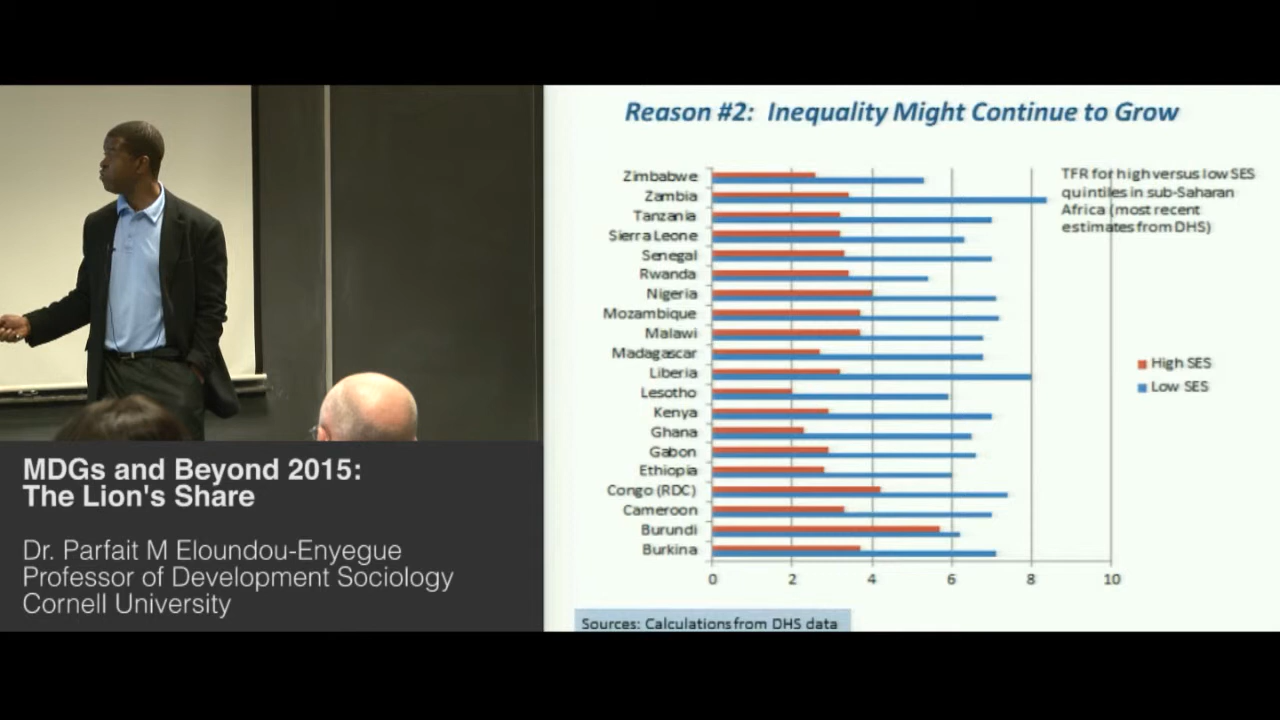 Reason #2: Inequality Might Continue to Grow
Zimbabwe
Zambia
Tanzania
Sierra Leone
Senegal
Rwanda
Nigeria
Mozambique
Malawi
Madagascar
Liberia
Lesotho
Kenya
Ghana
Gabon
Ethiopia
Congo (RDC)
Cameroon
Burundi
Burkina
0 2 4 6 8 10
TFR for high versus low SES
quintiles in sub-Saharan
Africa (most recent
estimates from DHS)
High SES
Low SES
Sources: Calculations from DHS data
MDGs and Beyond 2015:
The Lion's Share
Dr. Parfait M Eloundou-Enyegue
Professor of Development Sociology
Cornell University